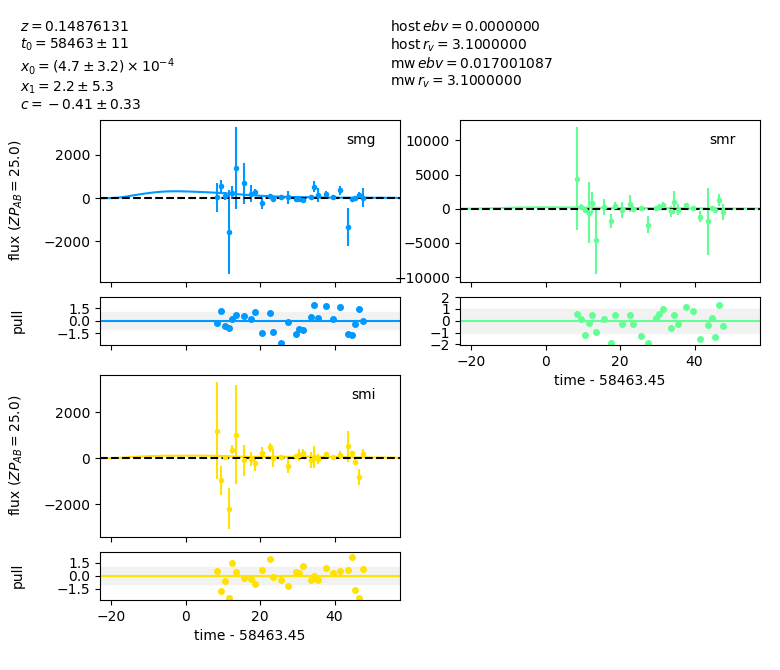 z = 0.14876131
t₀ = 58463 ± 11
x₀ = (4.7 ± 3.2) × 10⁻⁴
x₁ = 2.2 ± 5.3
c = −0.41 ± 0.33
host ebv = 0.0000000
host r_v = 3.1000000
mw ebv = 0.017001087
mw r_v = 3.1000000
flux (ZP_AB = 25.0)
2000
0
−2000
smg
10000
5000
0
−5000
−10000
smr
pull
1.5
0.0
−1.5
2
1
0
−1
−2
−20 0 20 40
time - 58463.45
flux (ZP_AB = 25.0)
2000
0
−2000
smi
pull
1.5
0.0
−1.5
−20 0 20 40
time - 58463.45